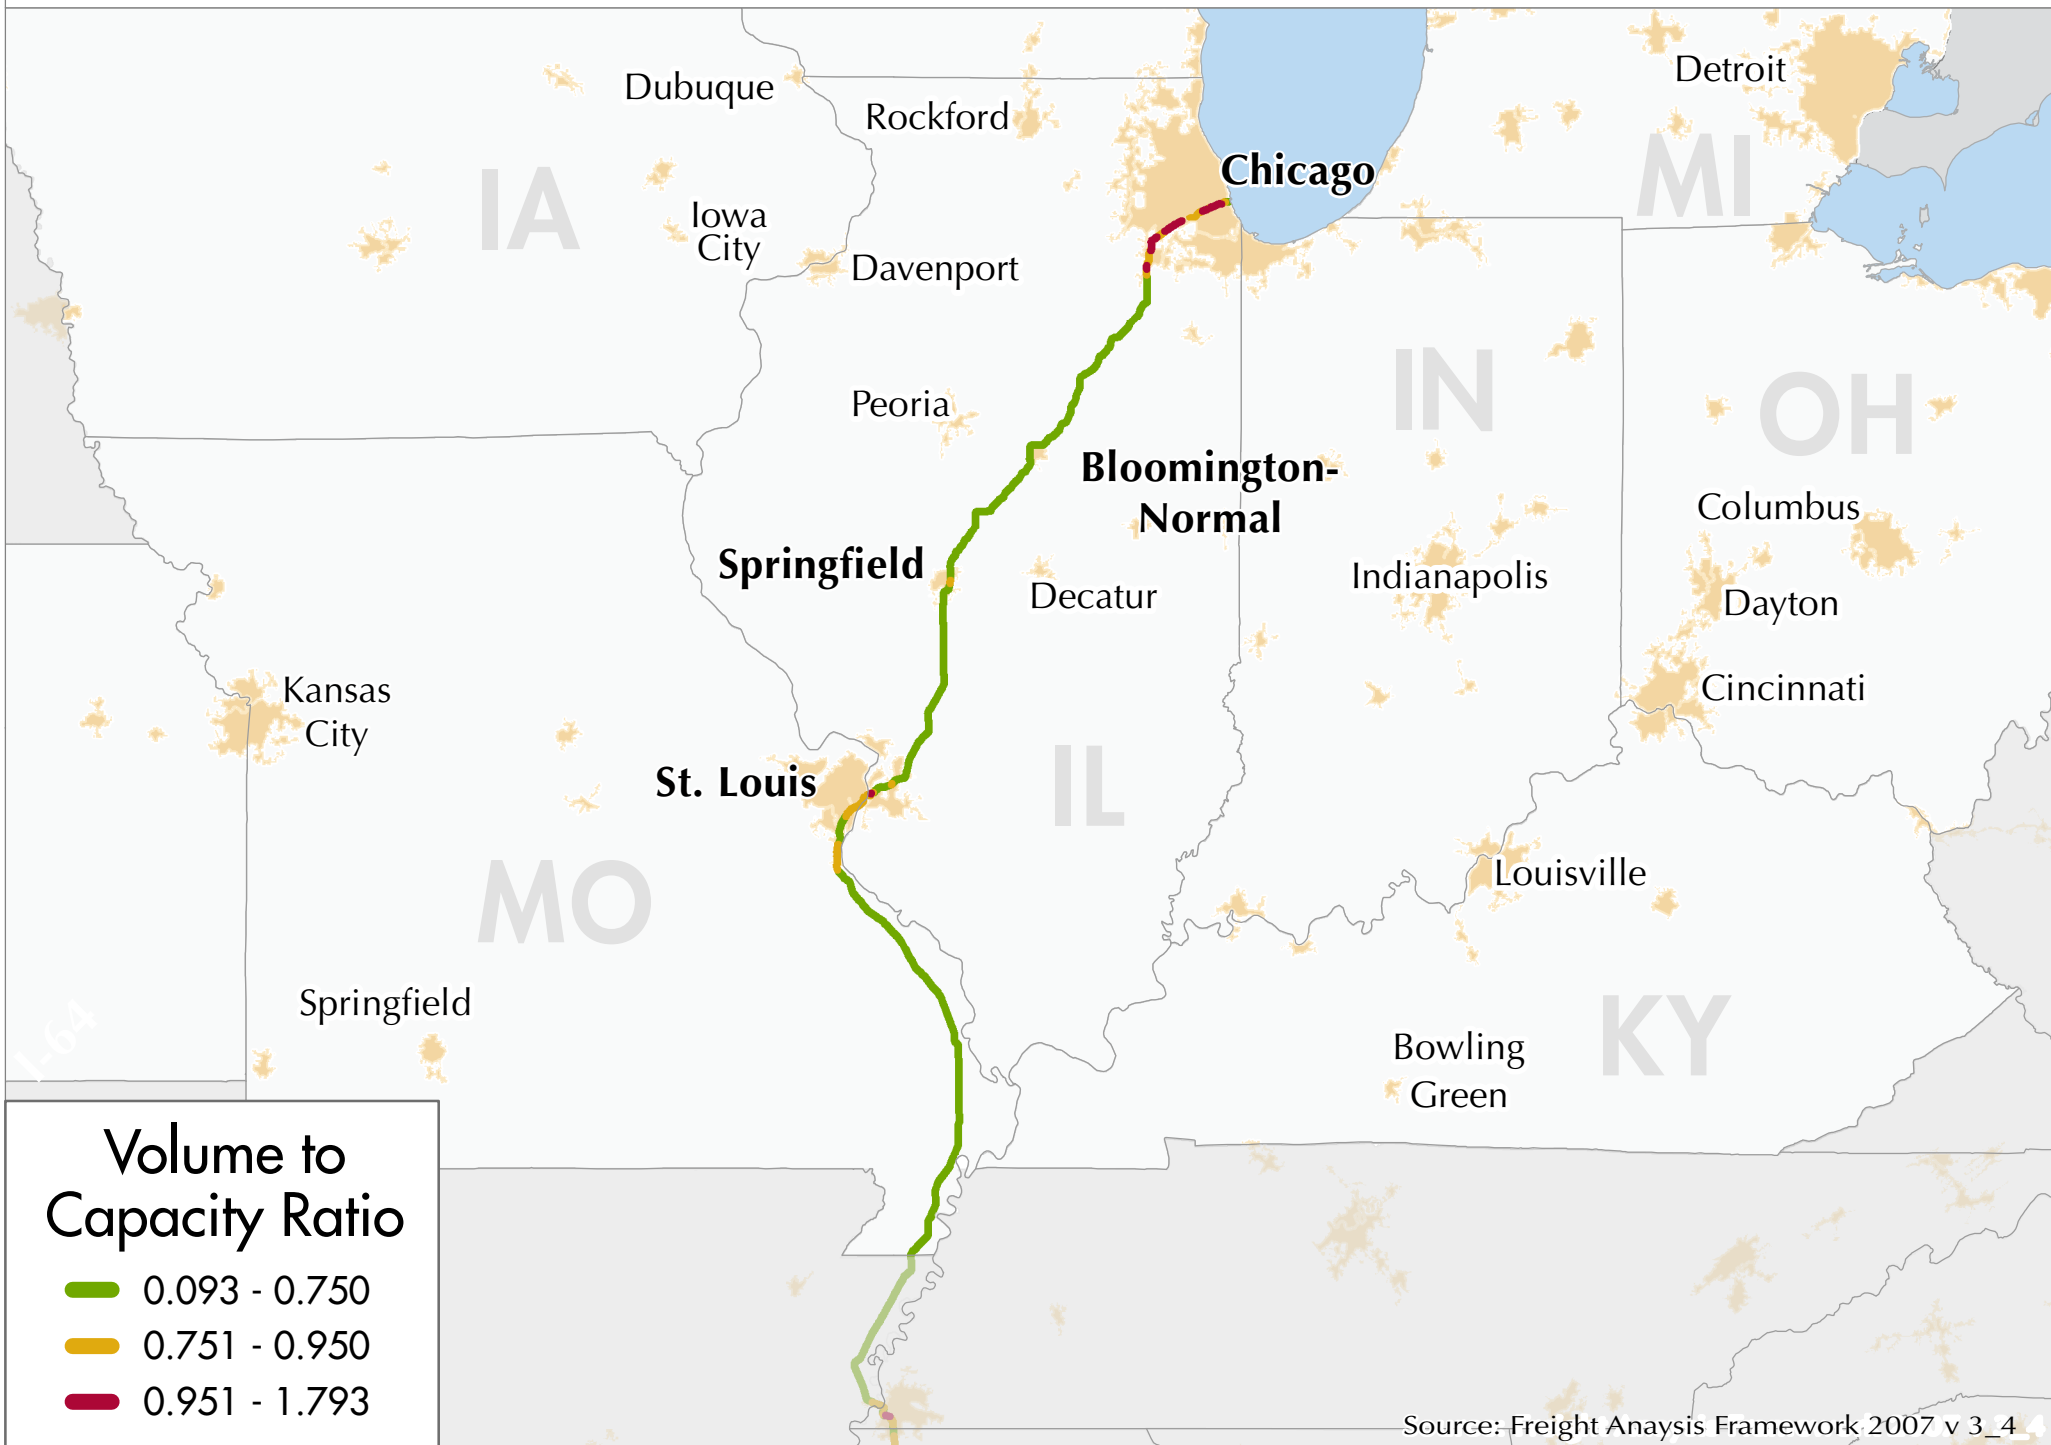 Detroit
Dubuque
Rockford
Chicago
MI
IA
Iowa
City
Davenport
Peoria
IN
OH
Bloomington-
Normal
Columbus
Springfield
Decatur
Indianapolis
Dayton
Kansas
City
Cincinnati
St. Louis
IL
MO
Louisville
Springfield
I-64
KY
Bowling
Green
Volume to
Capacity Ratio
0.093 - 0.750
0.751 - 0.950
0.951 - 1.793
Source: Freight Anaysis Framework 2007 v 3_4